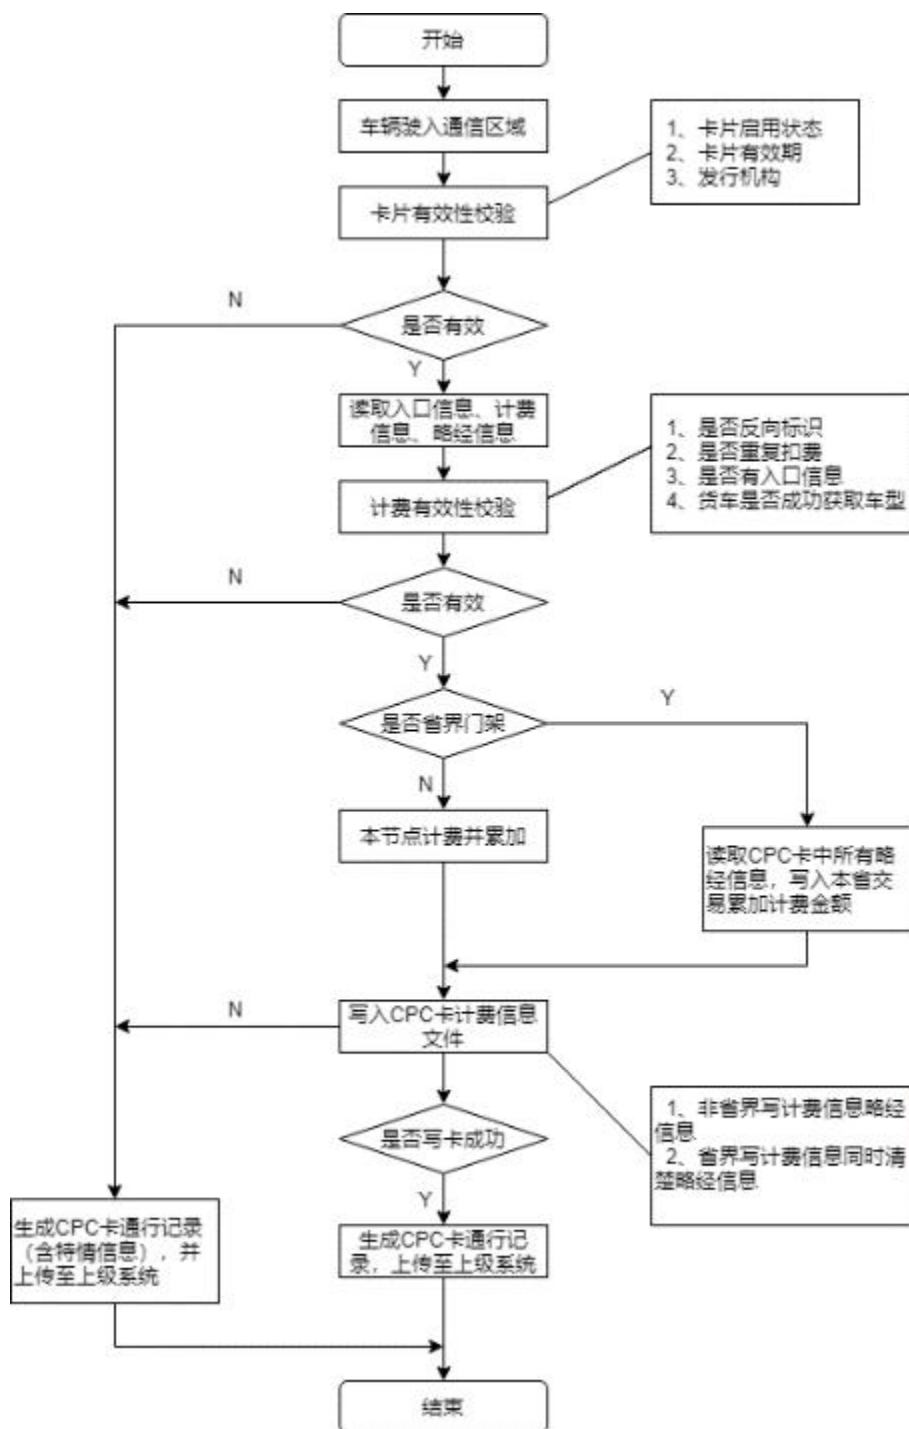 开始
车辆驶入通信区域
1、卡片启用状态
2、卡片有效期
3、发行机构
卡片有效性校验
N
是否有效
Y
读取入口信息、计费
信息、略经信息
1、是否反向标识
2、是否重复扣费
3、是否有入口信息
4、货车是否成功获取车型
计费有效性校验
N
是否有效
Y
是否省界门架
Y
N
本节点计费并累加
读取CPC卡中所有略
经信息，写入本省交
易累加计费金额
N
写入CPC卡计费信息
文件
1、非省界写计费信息略经
信息
2、省界写计费信息同时清
楚略经信息
是否写卡成功
Y
生成CPC卡通行记录
（含特情信息），并
上传至上级系统
生成CPC卡通行记
录，上传至上级系统
结束